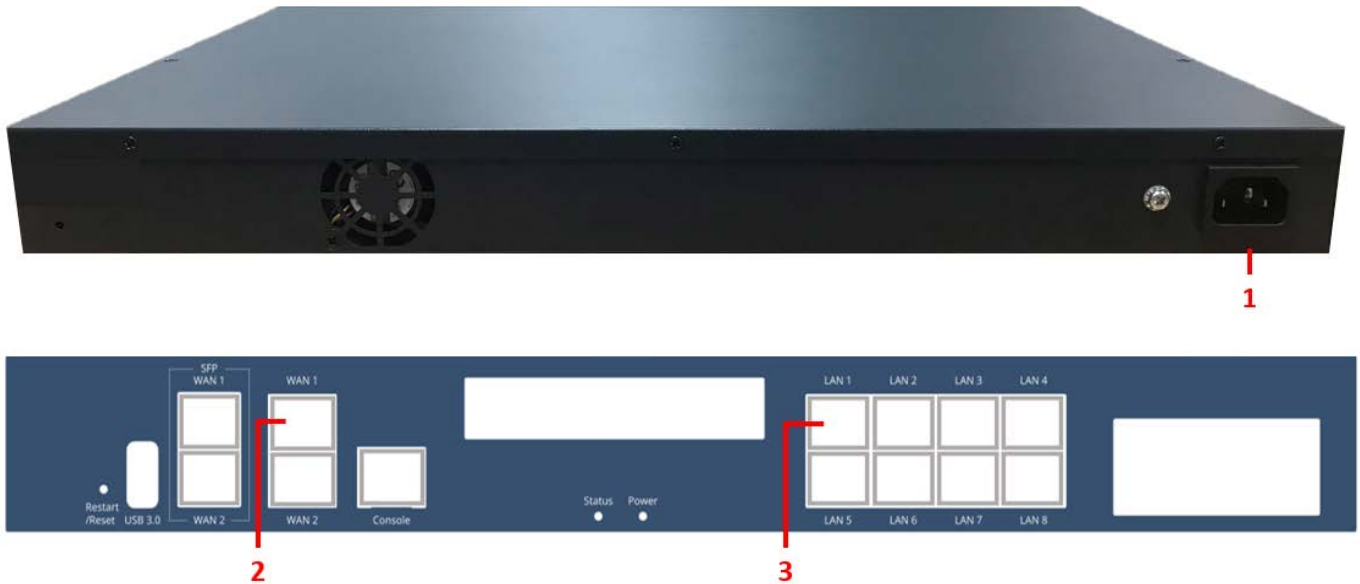 1
SFP
WAN 1
WAN 1
LAN 1 LAN 2 LAN 3 LAN 4
Restart
/Reset
USB 3.0
WAN 2
WAN 2
Console
Status Power
LAN 5 LAN 6 LAN 7 LAN 8
2
3